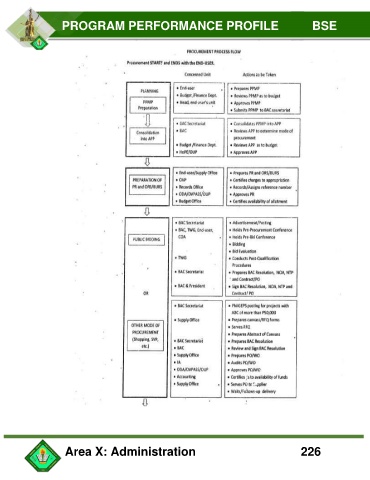 PROGRAM PERFORMANCE PROFILE BSE
PROCUREMENT PROCESS FLOW
Procurement START! and ENDS with the END-USER.
Concerned Unit Actions to be Taken
PLANNING
PPMP
Preparation
• End-user
• Budget /Finance Dept.
• Head, end user's unit
• Prepares PPMP
• Reviews PPMP as to budget
• Approves PPMP
• Submits PPMP to BAC secretariat
Consolidation
into APP
• BAC Secretariat
• BAC
• Budget /Finance Dept.
• HoPE/OUP
• Consolidates PPMP into APP
• Reviews APP to determine mode of
procurement
• Reviews APP as to budget
• Approves APP
PREPARATION OF
PR and ORS/BURS
• End user/Supply Office
• OUP
• Records Office
• ODA/EMPASS/OUP
• Budget Office
• Prepares PR and ORS/BURS
• Certifies charges to appropriation
• Records/Assigns reference number
• Approves PR
• Certifies availability of allotment
PUBLIC BIDDING
OR
• BAC Secretariat
• BAC, TWG, End user,
COA
• TWG
• BAC Secretariat
• BAC & President
• Advertisement/Posting
• Holds Pre-Procurement Conference
• Holds Pre-Bid Conference
• Bidding
• Bid Evaluation
• Conducts Post-Qualification
Procedures
• Prepares BAC Resolution, NOA, NTP
and Contract/PO
• Sign BAC Resolution, NOA, NTP and
Contract/ PO
OTHER MODE OF
PROCUREMENT
(Shopping, SVP,
etc.)
• BAC Secretariat
• Supply Office
• BAC Secretariat
• BAC
• Supply Office
• IA
• ODA/EMPASS/OUP
• Accounting
• Supply Office
• PhilGEPS posting for projects with
ABC of more than P50,000
• Prepares canvass/RFQ forms
• Serves RFQ
• Prepares Abstract of Canvass
• Prepares BAC Resolution
• Review and Sign BAC Resolution
• Prepares PO/WO
• Audits PO/WO
• Approves PO/WO
• Certifies to availability of funds
• Serves PO to
• Waits/Follows-up delivery
Area X: Administration 226